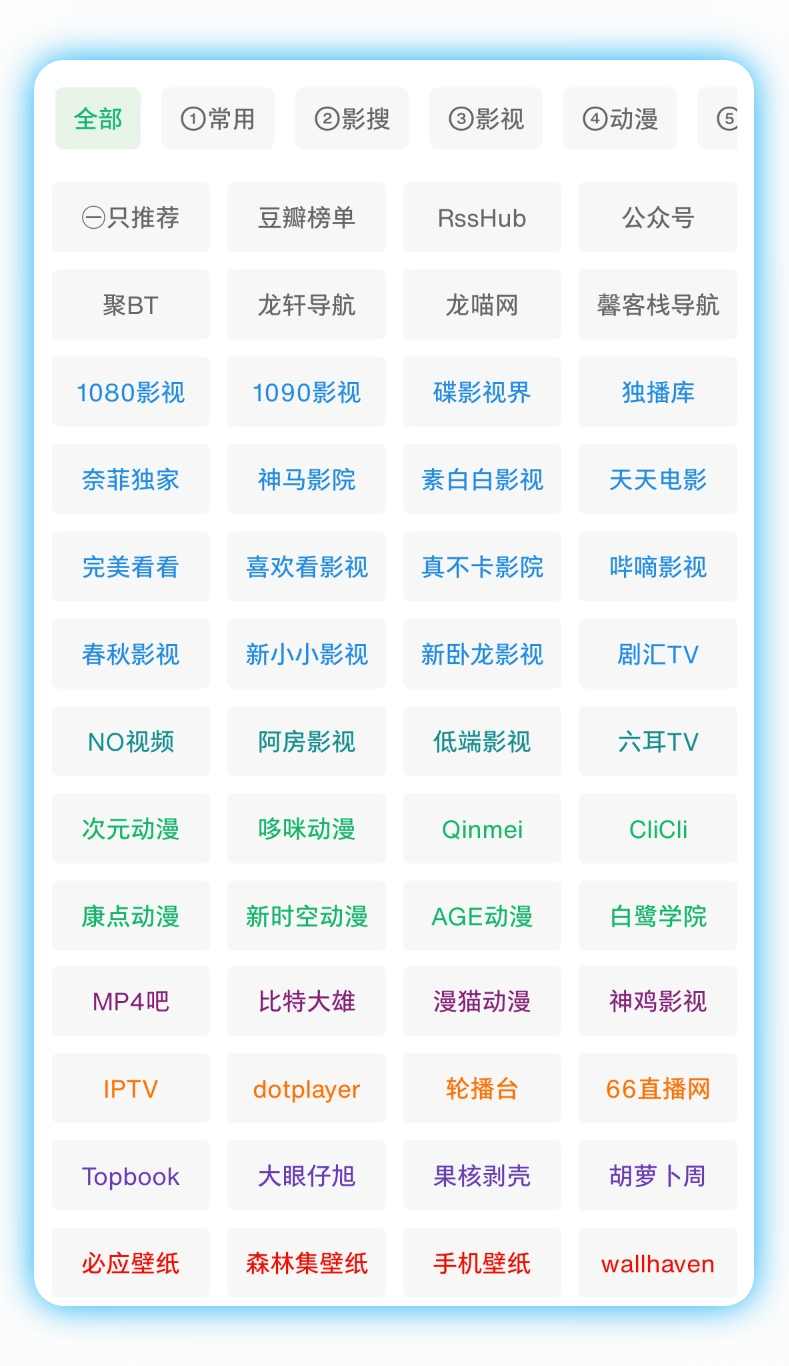 全部 ①常用 ②影搜 ③影视 ④动漫 ⑤
㊀只推荐 豆瓣榜单 RssHub 公众号
聚BT 龙轩导航 龙喵网 馨客栈导航
1080影视 1090影视 碟影视界 独播库
奈菲独家 神马影院 素白白影视 天天电影
完美看看 喜欢看影视 真不卡影院 哔嘀影视
春秋影视 新小小影视 新卧龙影视 剧汇TV
NO视频 阿房影视 低端影视 六耳TV
次元动漫 哆咪动漫 Qinmei CliCli
康点动漫 新时空动漫 AGE动漫 白鹭学院
MP4吧 比特大雄 漫猫动漫 神鸡影视
IPTV dotplayer 轮播台 66直播网
Topbook 大眼仔旭 果核剥壳 胡萝卜周
必应壁纸 森林集壁纸 手机壁纸 wallhaven